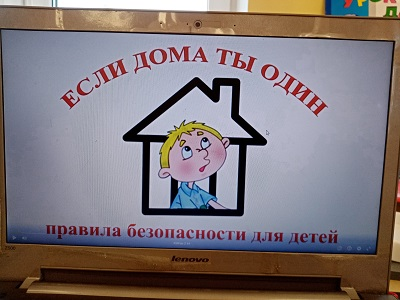 ЕСЛИ ДОМА ТЫ ОДИН
правила безопасности для детей
lenovo